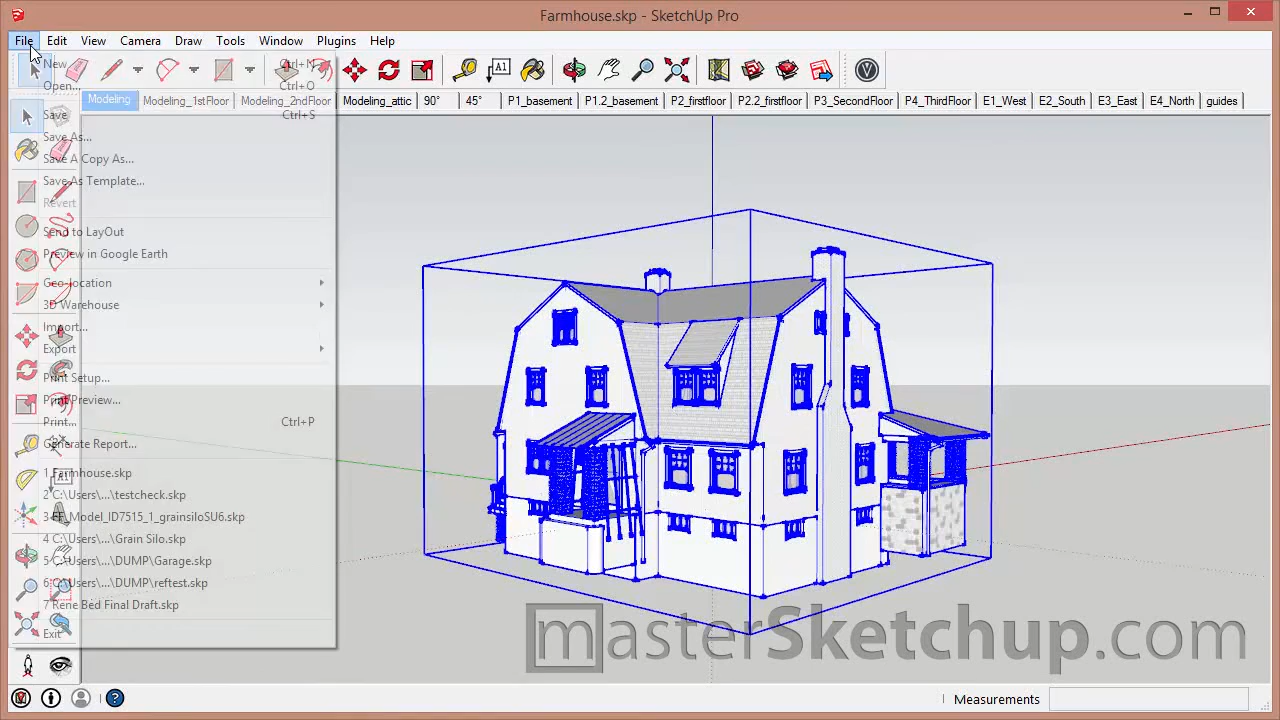 Farmhouse.skp - SketchUp Pro
File Edit View Camera Draw Tools Window Plugins Help
New Ctrl+N
Open... Ctrl+O
Modeling Modeling_1stFloor Modeling_2ndFloor Modeling_attic 90° 45° P1_basement P1.2_basement P2_firstfloor P2.2_firstfloor P3_SecondFloor P4_ThirdFloor E1_West E2_South E3_East E4_North guides
Save Ctrl+S
Save As...
Save A Copy As...
Save As Template...
Revert
Send to LayOut
Preview in Google Earth
Geo-location
3D Warehouse
Import...
Export
Print Setup...
Print Preview...
Print... Ctrl+P
Generate Report...
1 Farmhouse.skp
2 C:\Users\...\testcheck.skp
4 C:\Users\...\Grain Silo.skp
5 C:\Users\...\DUMP\Garage.skp
6 C:\Users\...\DUMP\reftest.skp
7 Rene Bed Final Draft.skp
Exit
masterSketchup.com
Measurements